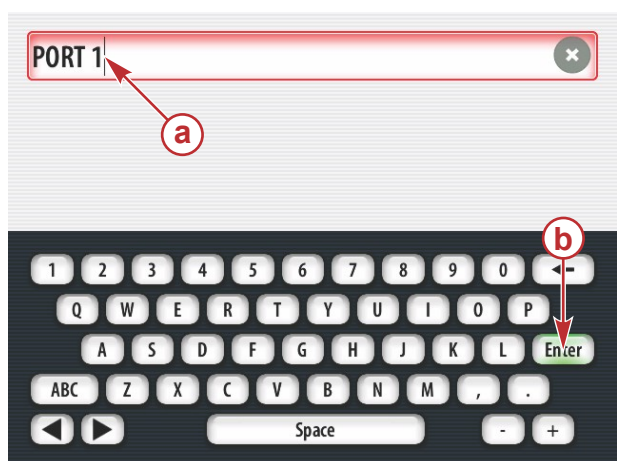 PORT 1
a
b
1 2 3 4 5 6 7 8 9 0
Q W E R T Y U I O P
A S D F G H J K L Enter
ABC Z X C V B N M , .
Space - +